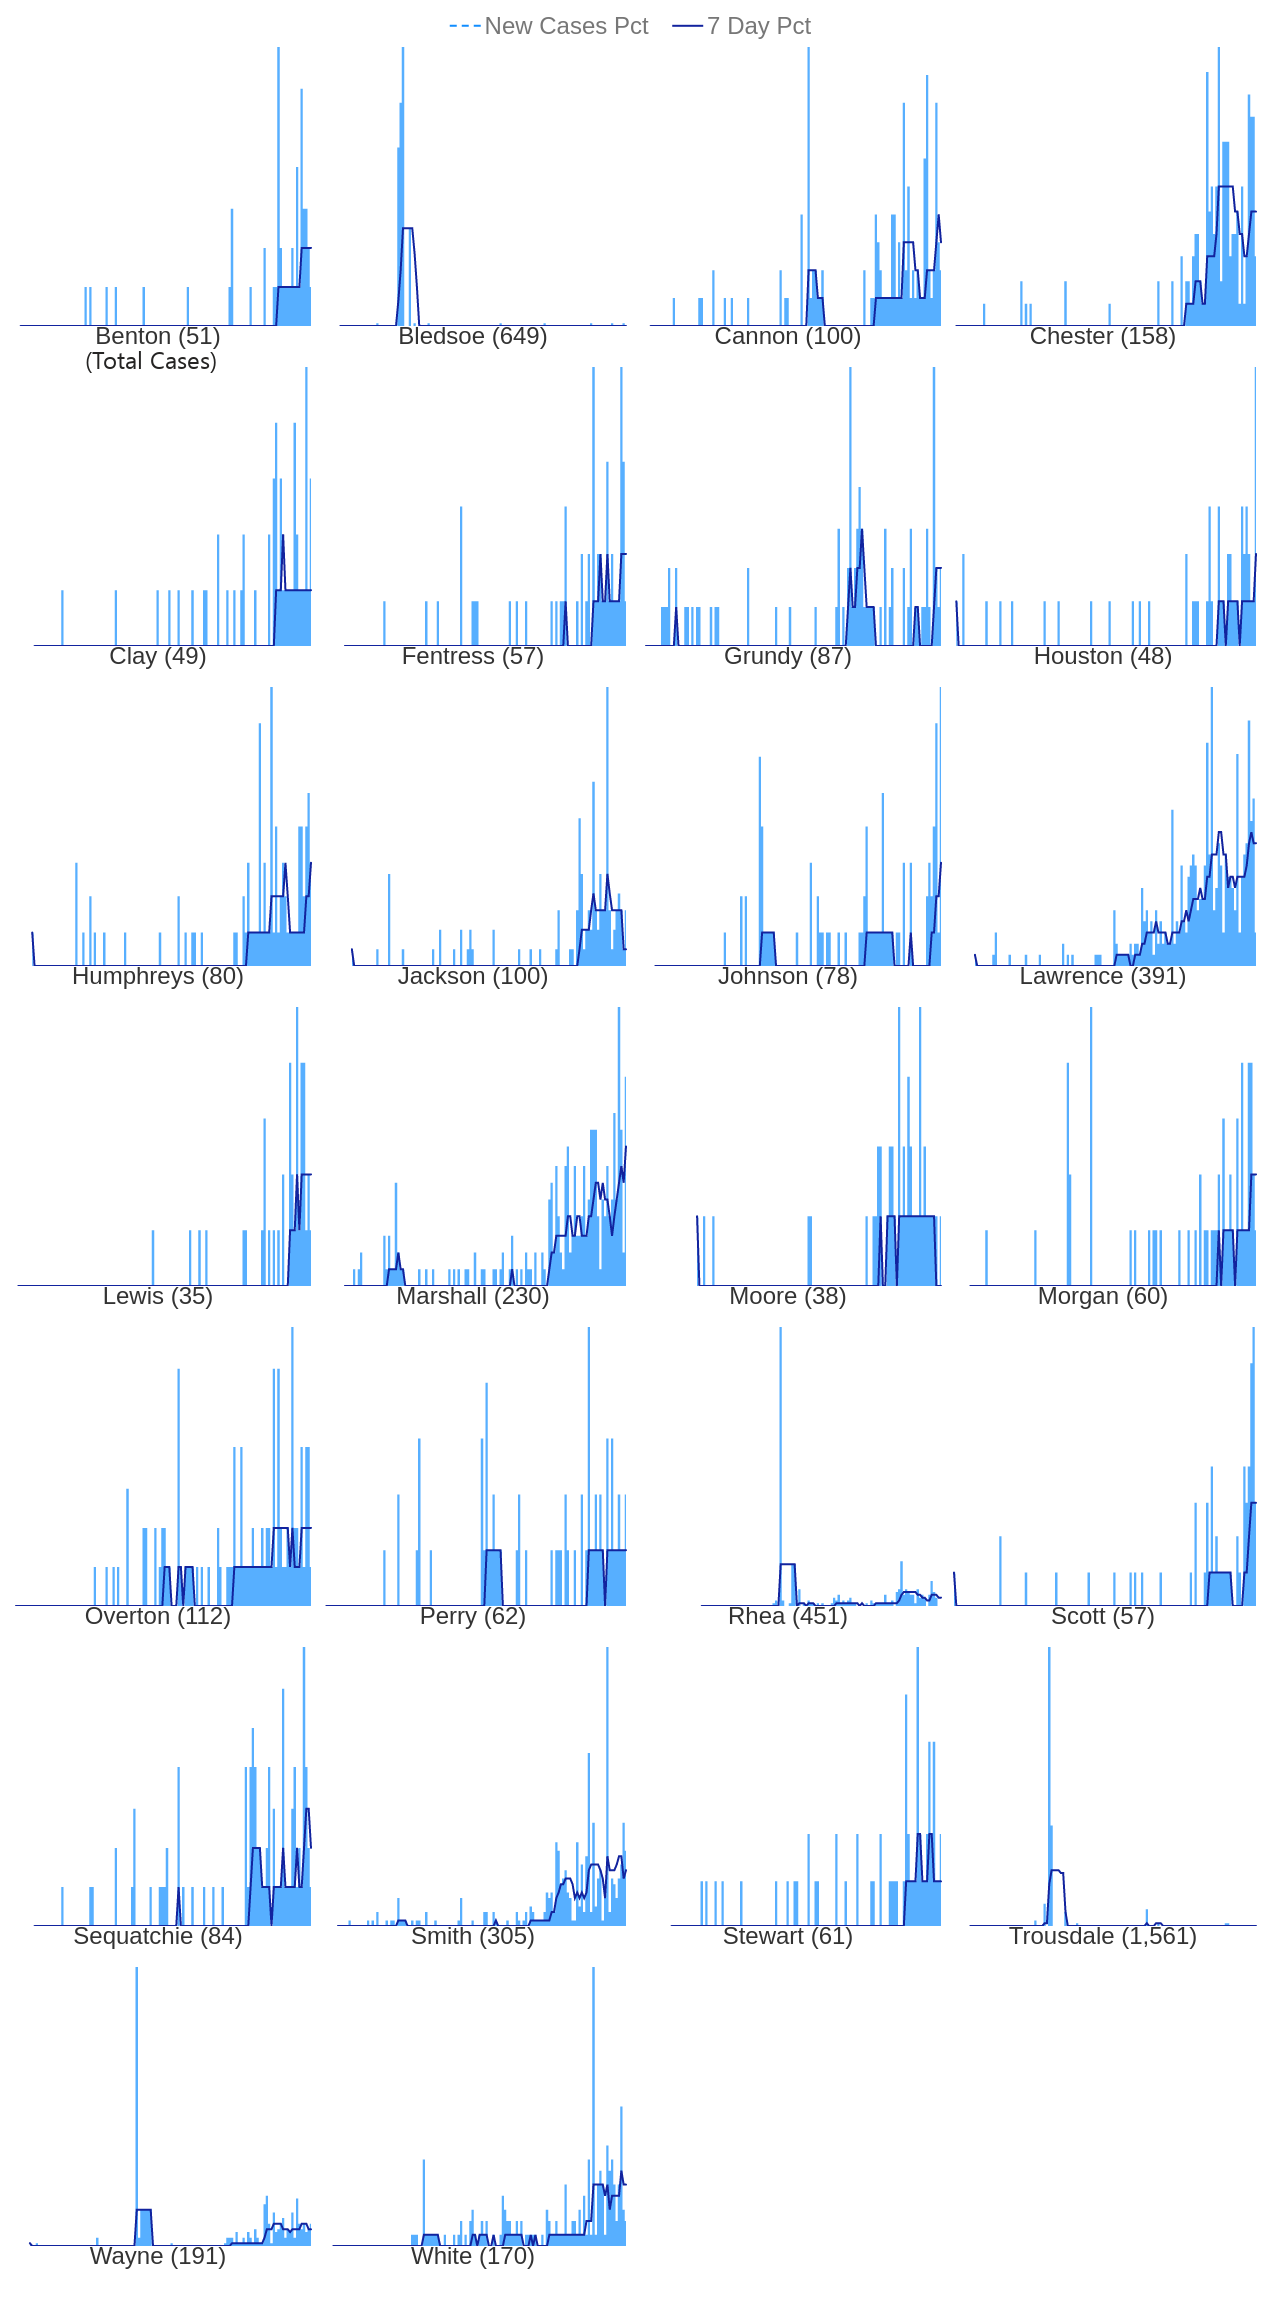 New Cases Pct 7 Day Pct
Benton (51) Bledsoe (649) Cannon (100) Chester (158)
(Total Cases)
Clay (49) Fentress (57) Grundy (87) Houston (48)
Humphreys (80) Jackson (100) Johnson (78) Lawrence (391)
Lewis (35) Marshall (230) Moore (38) Morgan (60)
Overton (112) Perry (62) Rhea (451) Scott (57)
Sequatchie (84) Smith (305) Stewart (61) Trousdale (1,561)
Wayne (191) White (170)